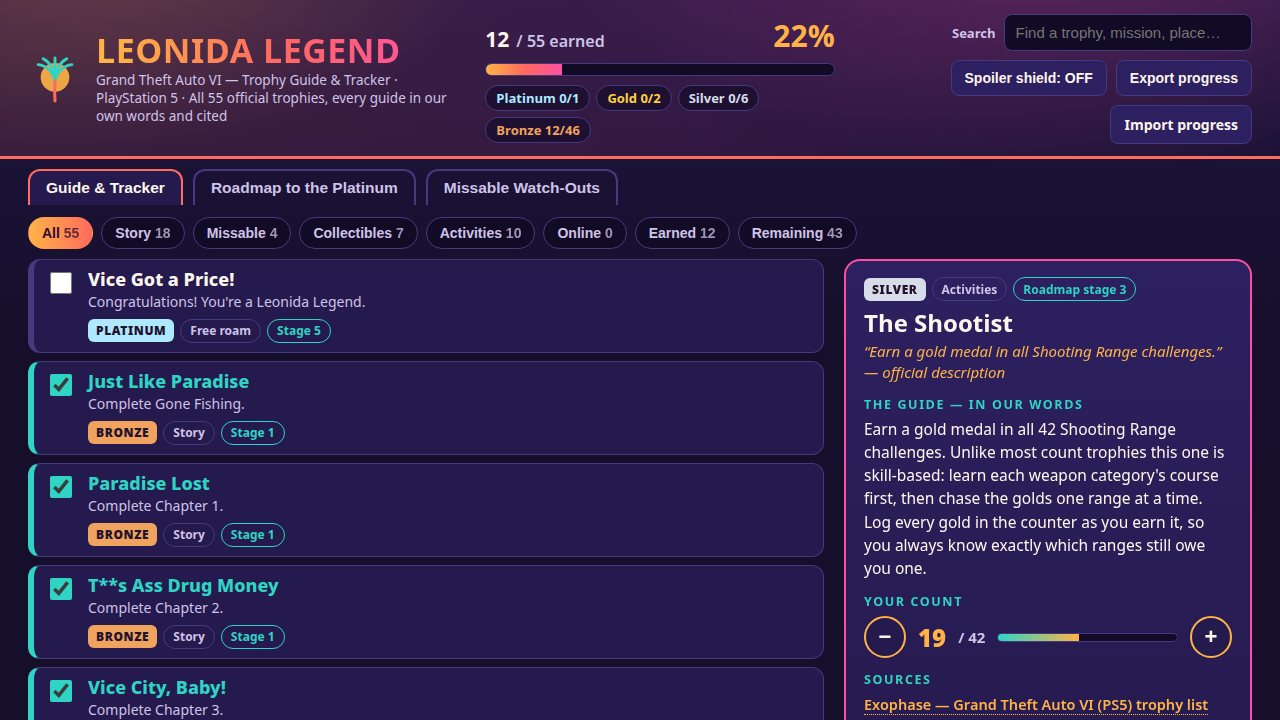 LEONIDA LEGEND
Grand Theft Auto VI — Trophy Guide & Tracker ·
PlayStation 5 · All 55 official trophies, every guide in our
own words and cited
12 / 55 earned
22%
Platinum 0/1
Gold 0/2
Silver 0/6
Bronze 12/46
Search
Find a trophy, mission, place…
Spoiler shield: OFF
Export progress
Import progress
Guide & Tracker
Roadmap to the Platinum
Missable Watch-Outs
All 55
Story 18
Missable 4
Collectibles 7
Activities 10
Online 0
Earned 12
Remaining 43
Vice Got a Price!
Congratulations! You're a Leonida Legend.
PLATINUM
Free roam
Stage 5
Just Like Paradise
Complete Gone Fishing.
BRONZE
Story
Stage 1
Paradise Lost
Complete Chapter 1.
BRONZE
Story
Stage 1
T**s Ass Drug Money
Complete Chapter 2.
BRONZE
Story
Stage 1
Vice City, Baby!
Complete Chapter 3.
SILVER
Activities
Roadmap stage 3
The Shootist
“Earn a gold medal in all Shooting Range challenges.”
— official description
THE GUIDE — IN OUR WORDS
Earn a gold medal in all 42 Shooting Range
challenges. Unlike most count trophies this one is
skill-based: learn each weapon category's course
first, then chase the golds one range at a time.
Log every gold in the counter as you earn it, so
you always know exactly which ranges still owe
you one.
YOUR COUNT
− 19 / 42 +
SOURCES
Exophase — Grand Theft Auto VI (PS5) trophy list